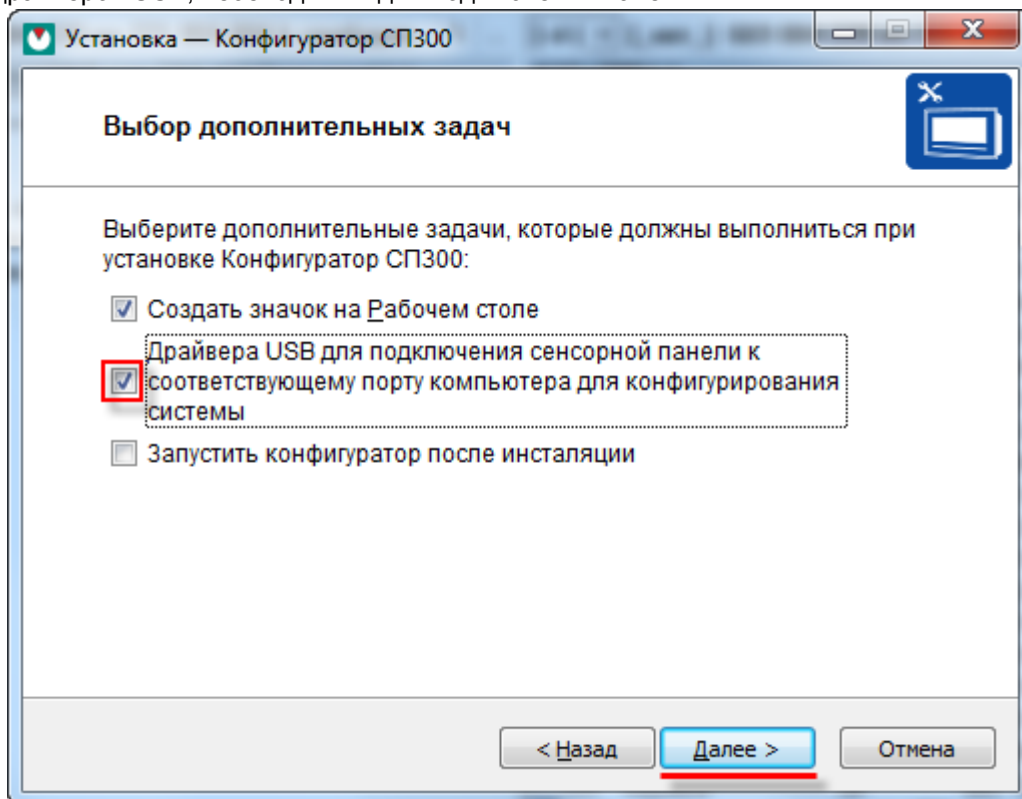 Установка — Конфигуратор СП300
Выбор дополнительных задач
Выберите дополнительные задачи, которые должны выполниться при
установке Конфигуратор СП300:
Создать значок на Рабочем столе
Драйвера USB для подключения сенсорной панели к
соответствующему порту компьютера для конфигурирования
системы
Запустить конфигуратор после инсталяции
< Назад Далее > Отмена